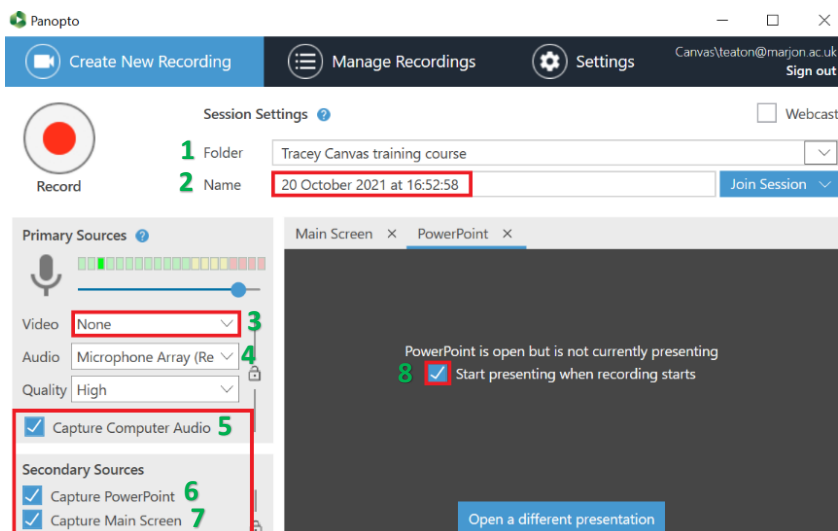 Panopto
Create New Recording
Manage Recordings
Settings
Canvas\teaton@marjon.ac.uk
Sign out
Record
Session Settings ?
Webcast
1 Folder Tracey Canvas training course
2 Name 20 October 2021 at 16:52:58 Join Session
Primary Sources ?
Main Screen × PowerPoint ×
Video None 3
Audio Microphone Array (Re 4
Quality High
Capture Computer Audio 5
Secondary Sources
Capture PowerPoint 6
Capture Main Screen 7
PowerPoint is open but is not currently presenting
8 Start presenting when recording starts
Open a different presentation